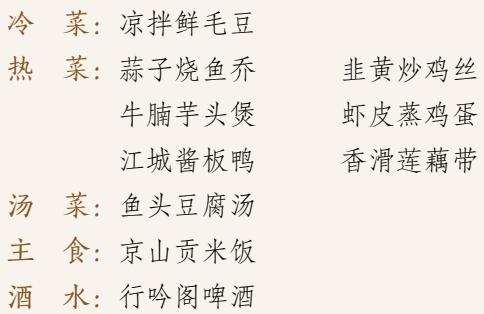 冷 菜：凉拌鲜毛豆
热 菜：蒜子烧鱼乔 韭黄炒鸡丝
牛腩芋头煲 虾皮蒸鸡蛋
江城酱板鸭 香滑莲藕带
汤 菜：鱼头豆腐汤
主 食：京山贡米饭
酒 水：行吟阁啤酒